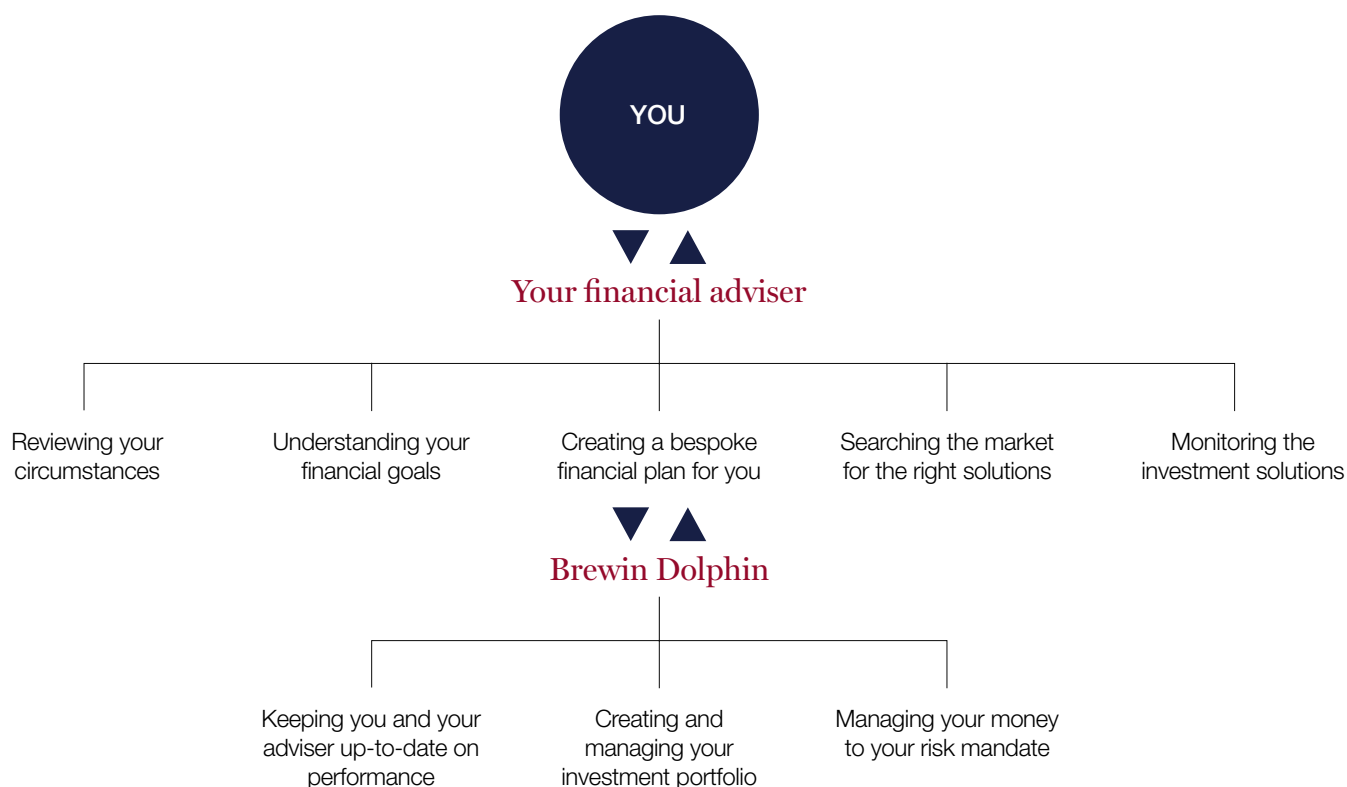 YOU
Your financial adviser
Reviewing your
circumstances
Understanding your
financial goals
Creating a bespoke
financial plan for you
Searching the market
for the right solutions
Monitoring the
investment solutions
Brewin Dolphin
Keeping you and your
adviser up-to-date on
performance
Creating and
managing your
investment portfolio
Managing your money
to your risk mandate